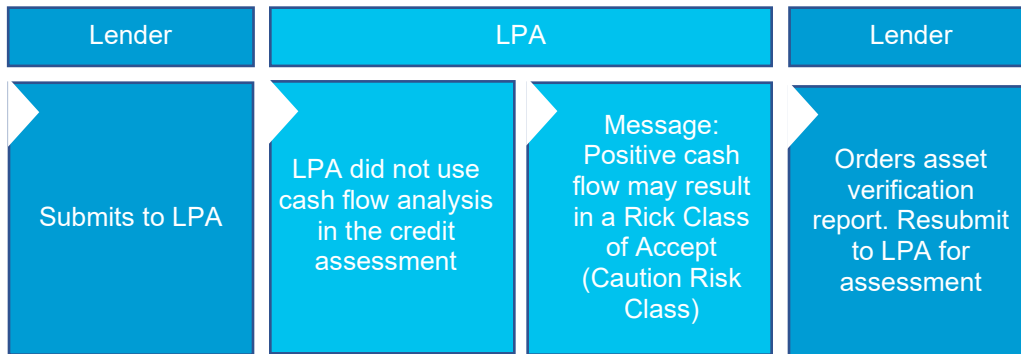 Lender
LPA
Lender
Submits to LPA
LPA did not use
cash flow analysis
in the credit
assessment
Message:
Positive cash
flow may result
in a Rick Class
of Accept
(Caution Risk
Class)
Orders asset
verification
report. Resubmit
to LPA for
assessment